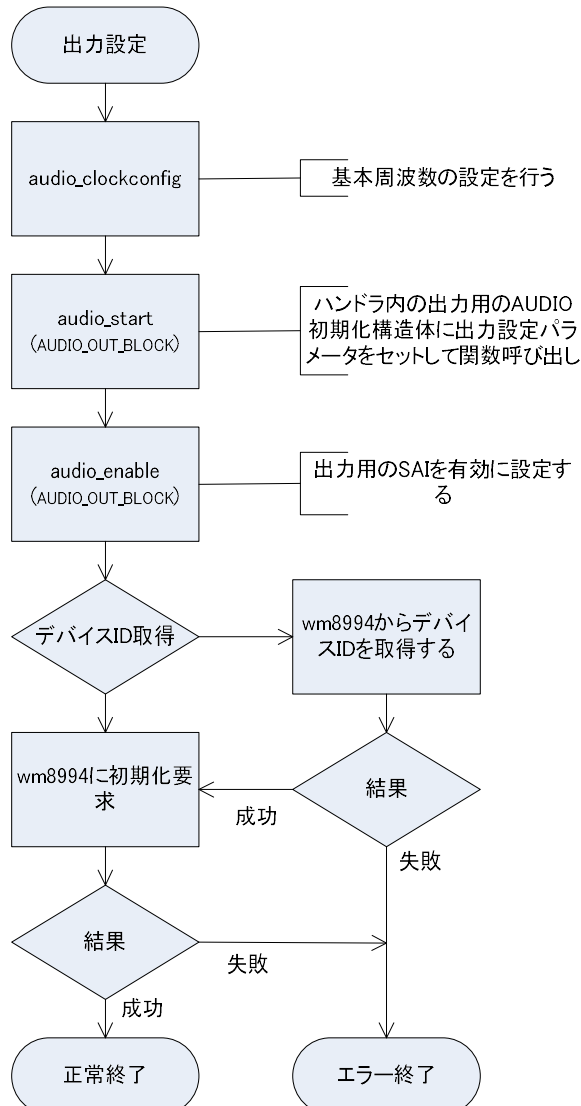 出力設定
audio_clockconfig
基本周波数の設定を行う
audio_start
(AUDIO_OUT_BLOCK)
ハンドラ内の出力用のAUDIO
初期化構造体に出力設定パラ
メータをセットして関数呼び出し
audio_enable
(AUDIO_OUT_BLOCK)
出力用のSAIを有効に設定す
る
デバイスID取得
wm8994からデバイ
スIDを取得する
wm8994に初期化要
求
結果
成功
失敗
結果
失敗
成功
正常終了
エラー終了